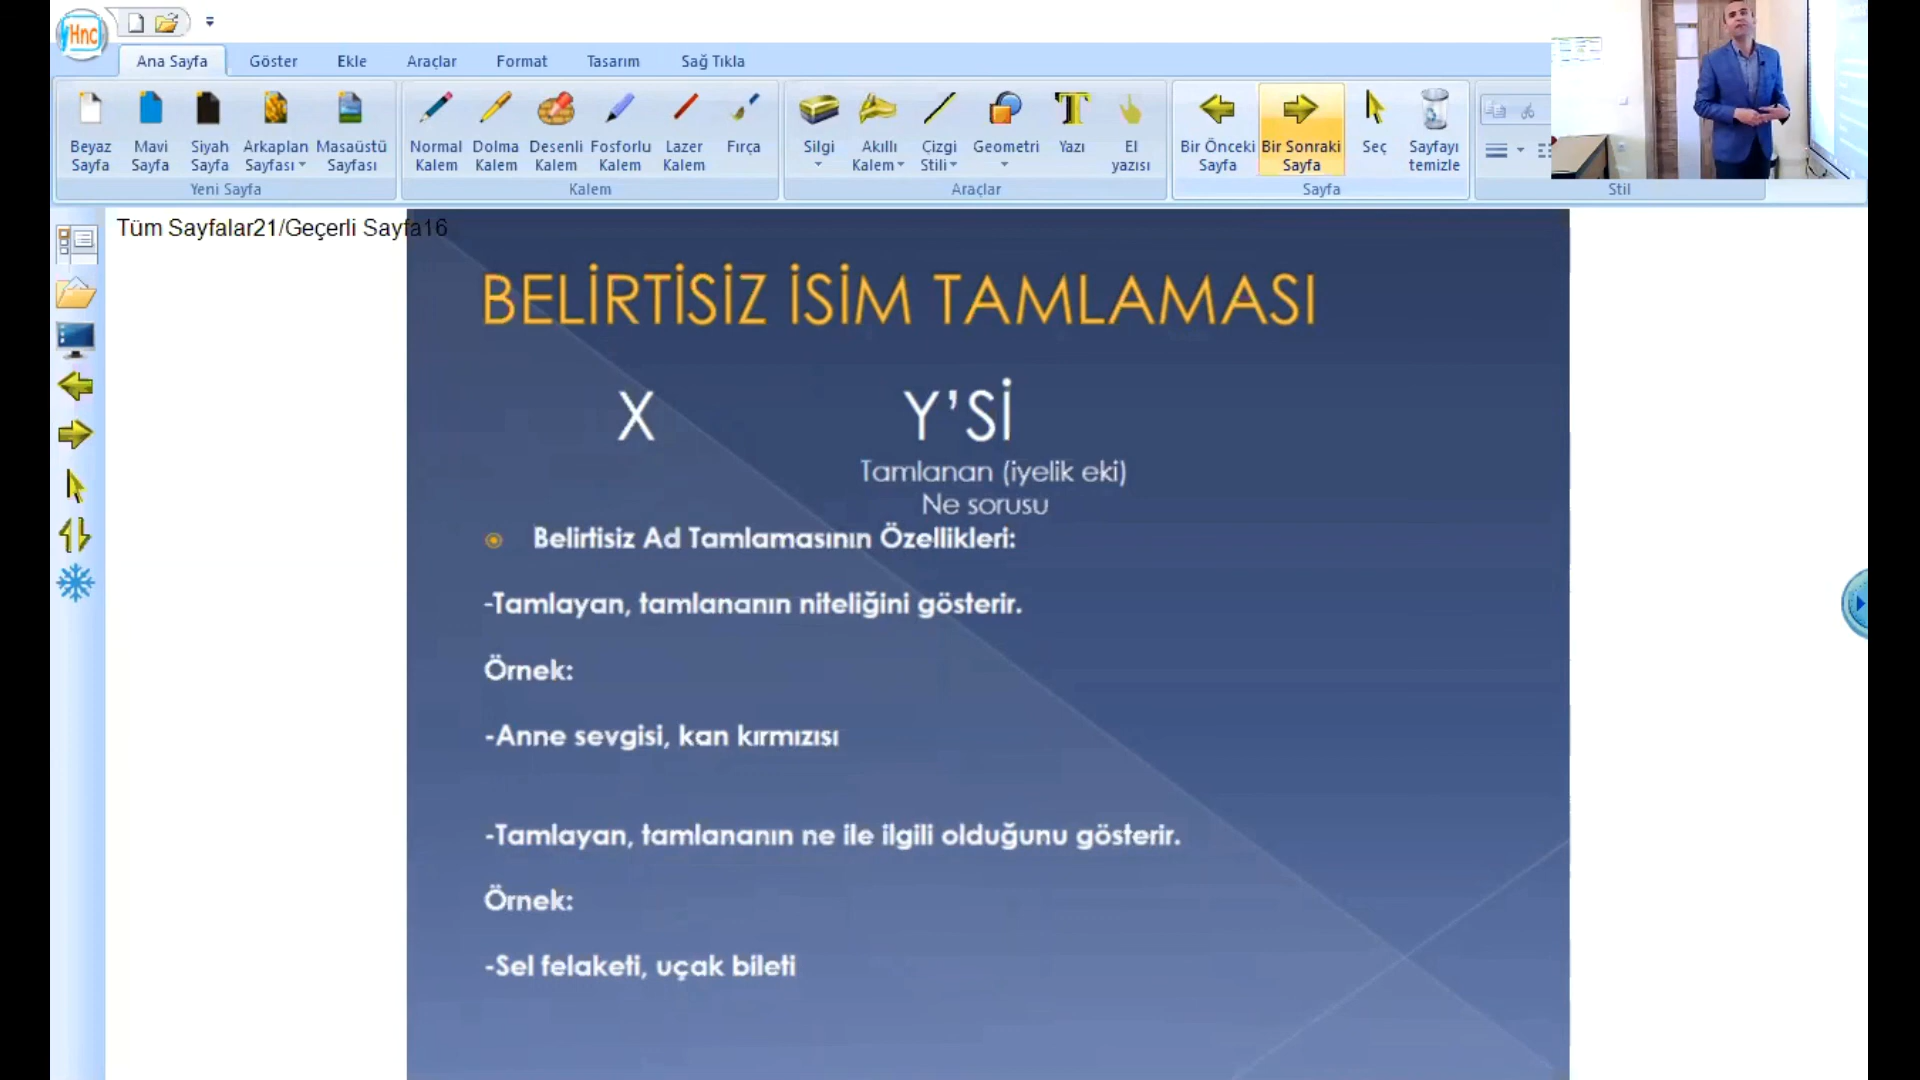 Hnc
Ana Sayfa Göster Ekle Araçlar Format Tasarım Sağ Tıkla
Beyaz Sayfa
Mavi Sayfa
Siyah Sayfa
Arkaplan Sayfası
Masaüstü Sayfası
Yeni Sayfa
Normal Kalem
Dolma Kalem
Desenli Kalem
Fosforlu Kalem
Lazer Kalem
Fırça
Kalem
Silgi
Akıllı Kalem
Çizgi Stili
Geometri
Yazı
El yazısı
Araçlar
Bir Önceki Sayfa
Bir Sonraki Sayfa
Seç
Sayfayı temizle
Sayfa
Stil
Tüm Sayfalar21/Geçerli Sayfa16
BELİRTİSİZ İSİM TAMLAMASI
X Y’Sİ
Tamlanan (iyelik eki)
Ne sorusu
Belirtisiz Ad Tamlamasının Özellikleri:
-Tamlayan, tamlananın niteliğini gösterir.
Örnek:
-Anne sevgisi, kan kırmızısı
-Tamlayan, tamlananın ne ile ilgili olduğunu gösterir.
Örnek:
-Sel felaketi, uçak bileti